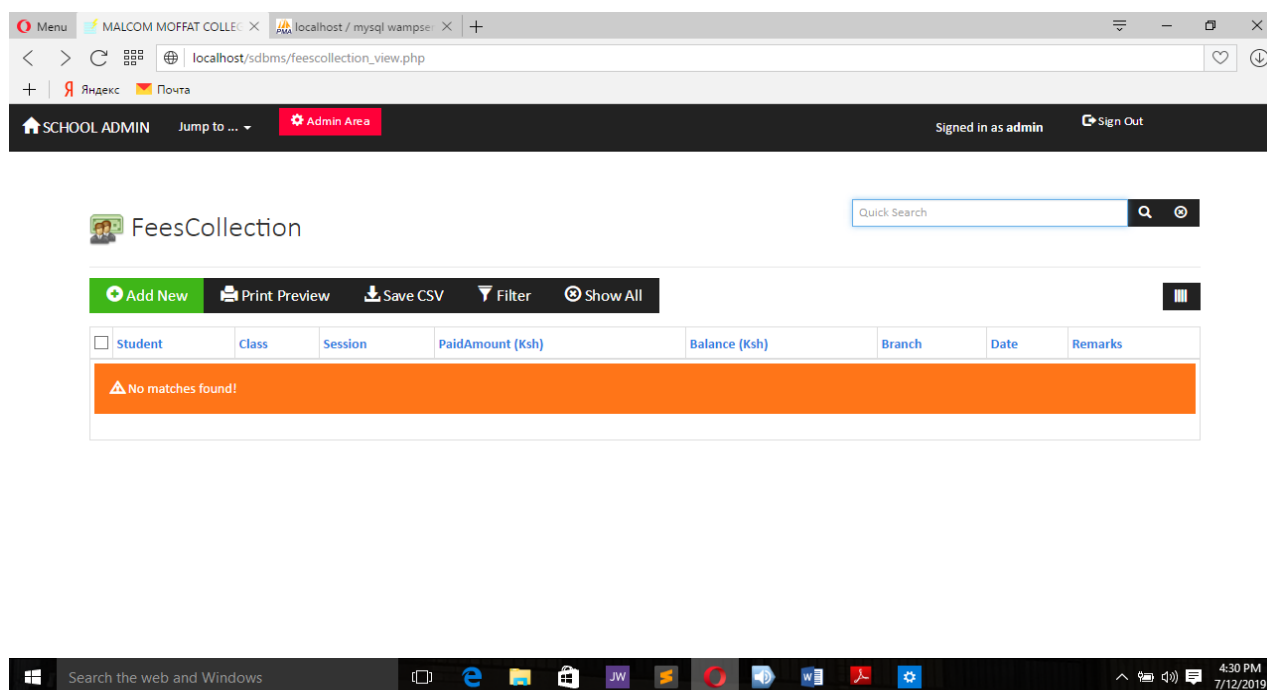 Menu MALCOM MOFFAT COLLEG localhost / mysql wampser
localhost/sdbms/feescollection_view.php
Яндекс Почта
SCHOOL ADMIN Jump to ... Admin Area Signed in as admin Sign Out
FeesCollection Quick Search
Add New Print Preview Save CSV Filter Show All
Student Class Session PaidAmount (Ksh) Balance (Ksh) Branch Date Remarks
No matches found!
Search the web and Windows JW 4:30 PM
7/12/2019